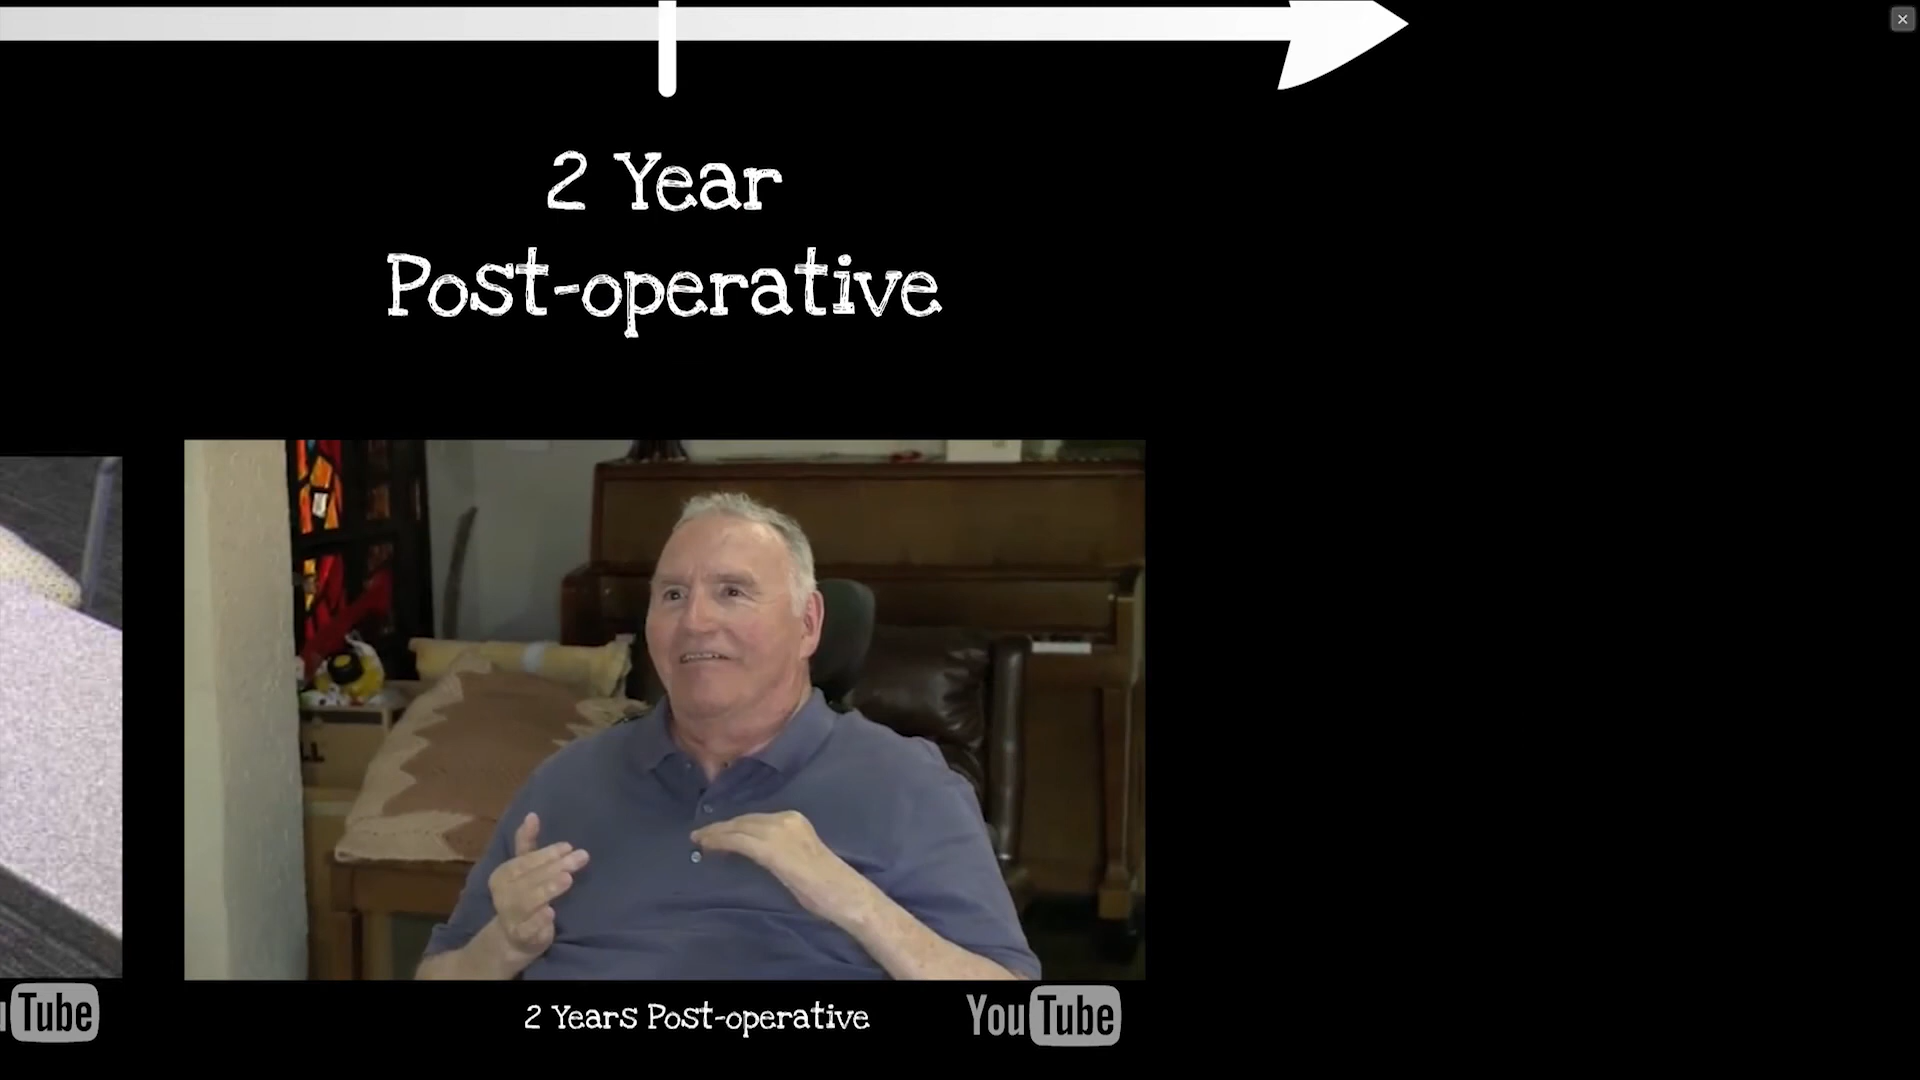 2 Year
Post-operative
2 Years Post-operative
YouTube
Tube